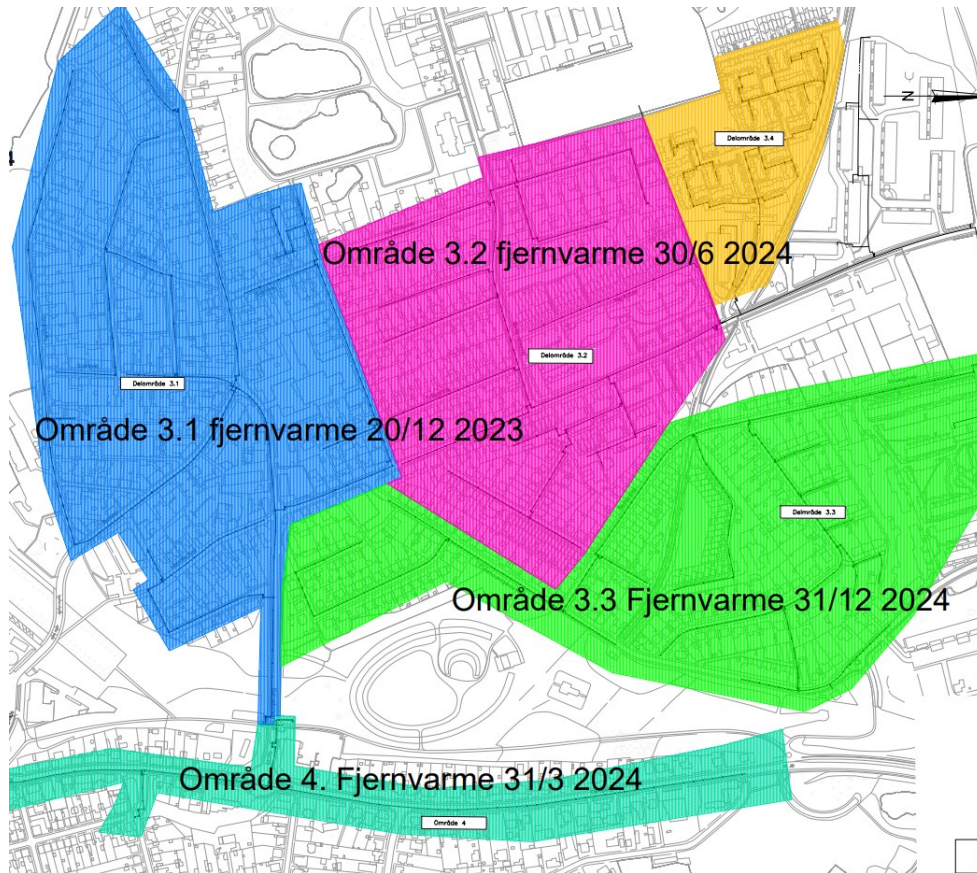 Delområde 3.4
N
Område 3.2 fjernvarme 30/6 2024
Delområde 3.2
Delområde 3.1
Område 3.1 fjernvarme 20/12 2023
Delområde 3.3
Område 3.3 Fjernvarme 31/12 2024
Område 4. Fjernvarme 31/3 2024
Område 4